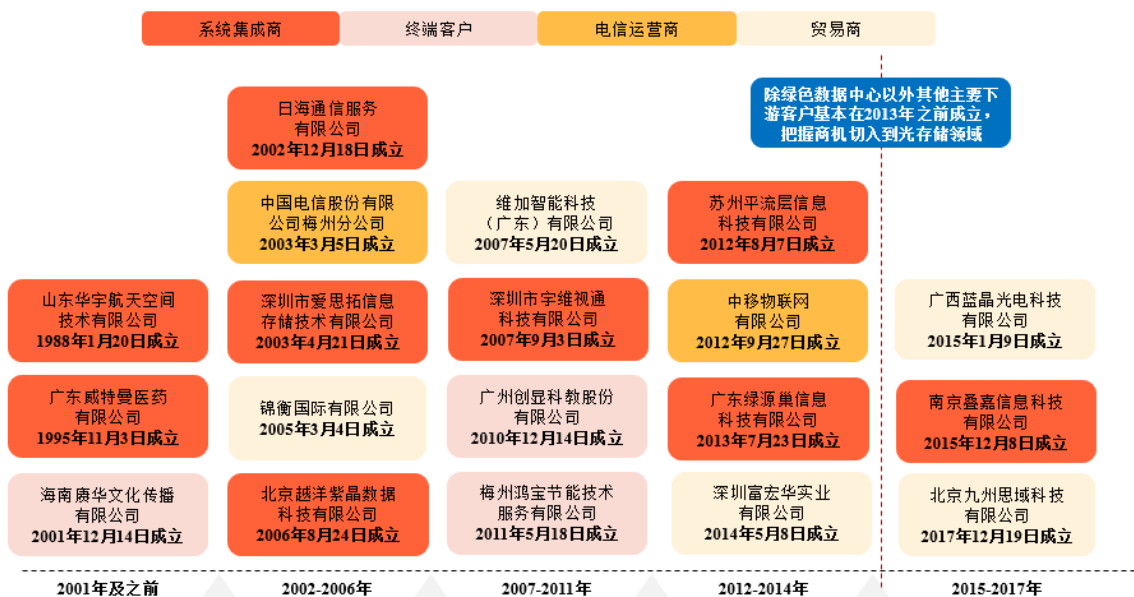 系统集成商
终端客户
电信运营商
贸易商
除绿色数据中心以外其他主要下
游客户基本在2013年之前成立，
把握商机切入到光存储领域
山东华宇航天空间
技术有限公司
1988年1月20日成立
广东威特曼医药
有限公司
1995年11月3日成立
海南赓华文化传播
有限公司
2001年12月14日成立
日海通信服务
有限公司
2002年12月18日成立
中国电信股份有限
公司梅州分公司
2003年3月5日成立
深圳市爱思拓信息
存储技术有限公司
2003年4月21日成立
锦衡国际有限公司
2005年3月4日成立
北京越洋紫晶数据
科技有限公司
2006年8月24日成立
维加智能科技
（广东）有限公司
2007年5月20日成立
深圳市宇维视通
科技有限公司
2007年9月3日成立
广州创显科教股份
有限公司
2010年12月14日成立
梅州鸿宝节能技术
服务有限公司
2011年5月18日成立
苏州平流层信息
科技有限公司
2012年8月7日成立
中移物联网
有限公司
2012年9月27日成立
广东绿源巢信息
科技有限公司
2013年7月23日成立
深圳富宏华实业
有限公司
2014年5月8日成立
广西蓝晶光电科技
有限公司
2015年1月9日成立
南京叠嘉信息科技
有限公司
2015年12月8日成立
北京九州思域科技
有限公司
2017年12月19日成立
2001年及之前
2002-2006年
2007-2011年
2012-2014年
2015-2017年